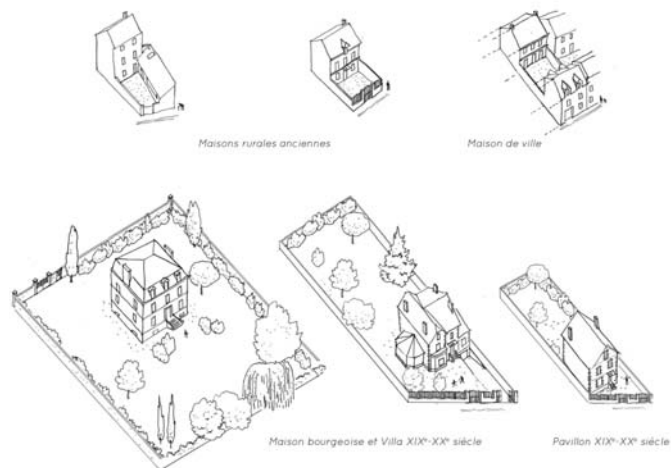 Maisons rurales anciennes
Maison de ville
Maison bourgeoise et Villa XIXᵉ-XXᵉ siècle
Pavillon XIXᵉ-XXᵉ siècle